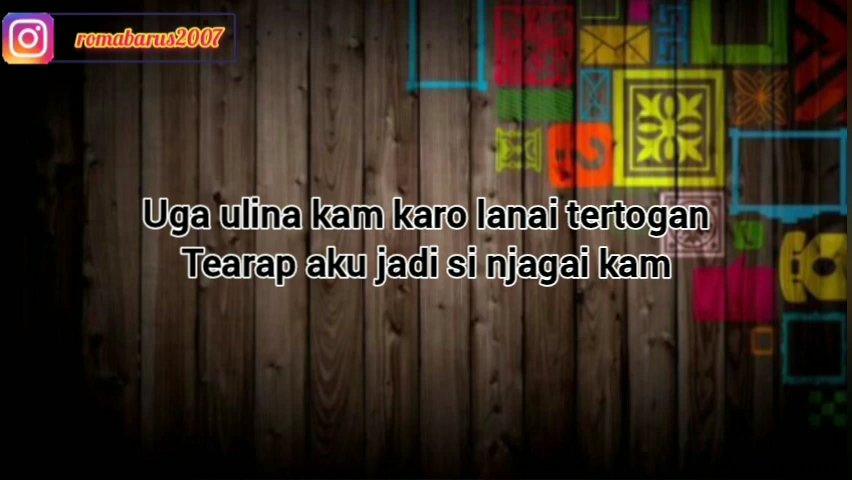 romabarus2007
Uga ulina kam karo lanai tertogan
Tearap aku jadi si njagai kam